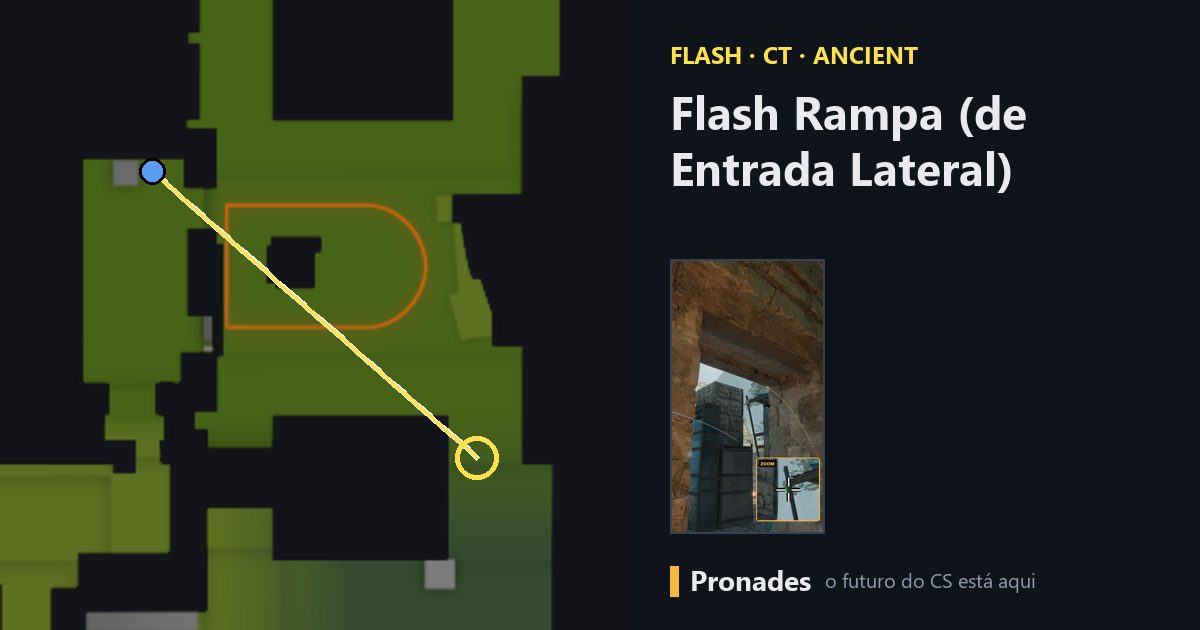 FLASH · CT · ANCIENT
Flash Rampa (de
Entrada Lateral)
ZOOM
Pronades o futuro do CS está aqui